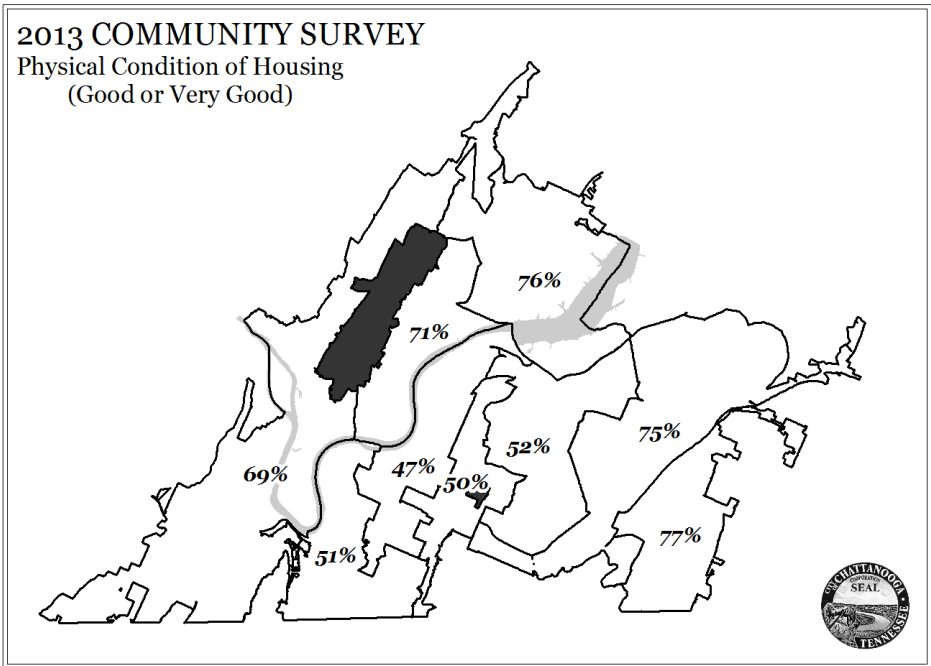 2013 COMMUNITY SURVEY
Physical Condition of Housing
(Good or Very Good)
76%
71%
75%
52%
47%
69%
50%
77%
51%
CHATTANOOGA
CORPORATION
SEAL
TENNESSEE